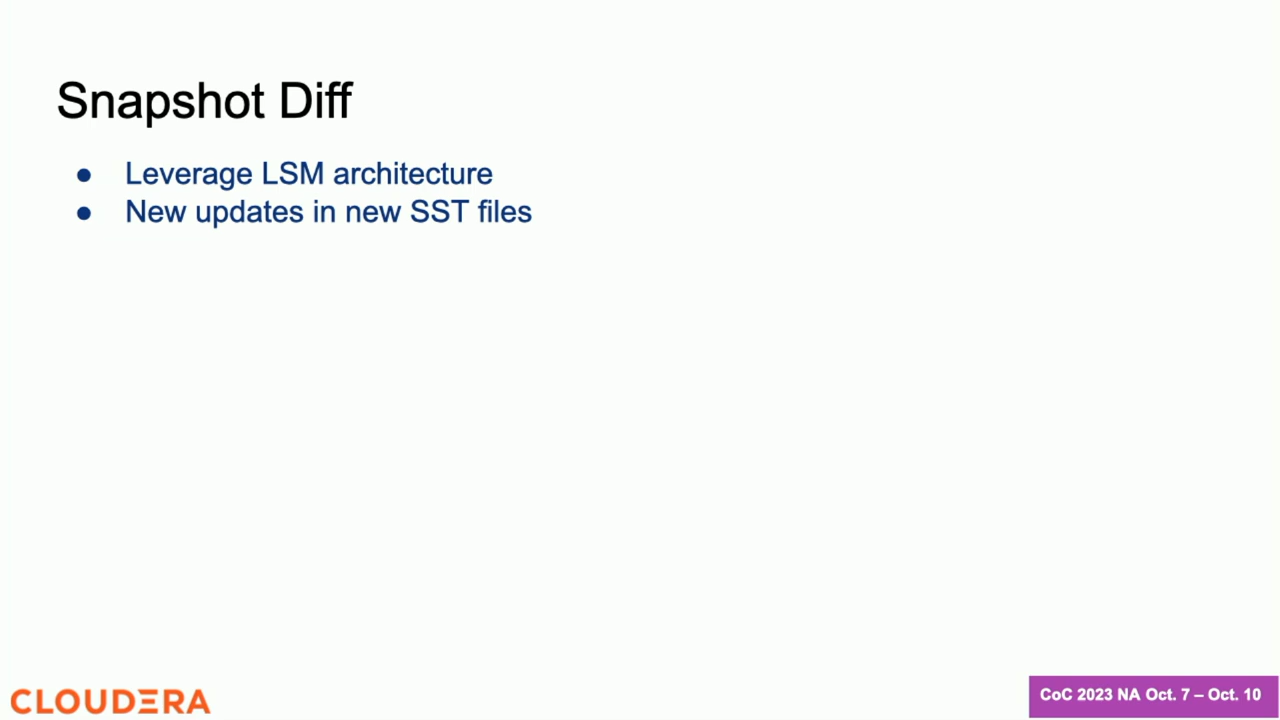 Snapshot Diff
● Leverage LSM architecture
● New updates in new SST files
CLOUDERA
CoC 2023 NA Oct. 7 – Oct. 10